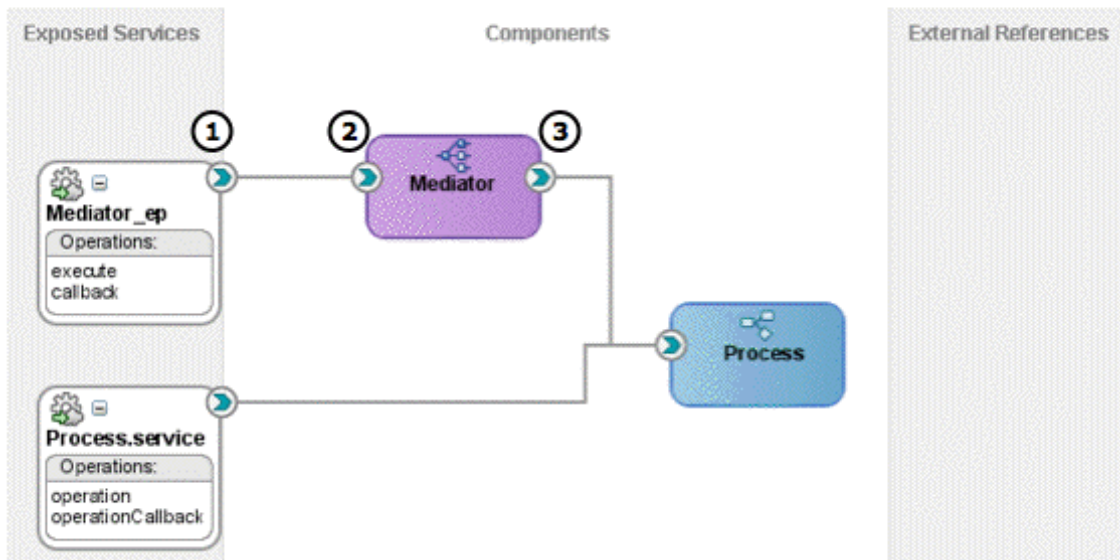 Exposed Services
Components
External References
1
2
3
Mediator
Mediator_ep
Operations:
execute
callback
Process
Process.service
Operations:
operation
operationCallback